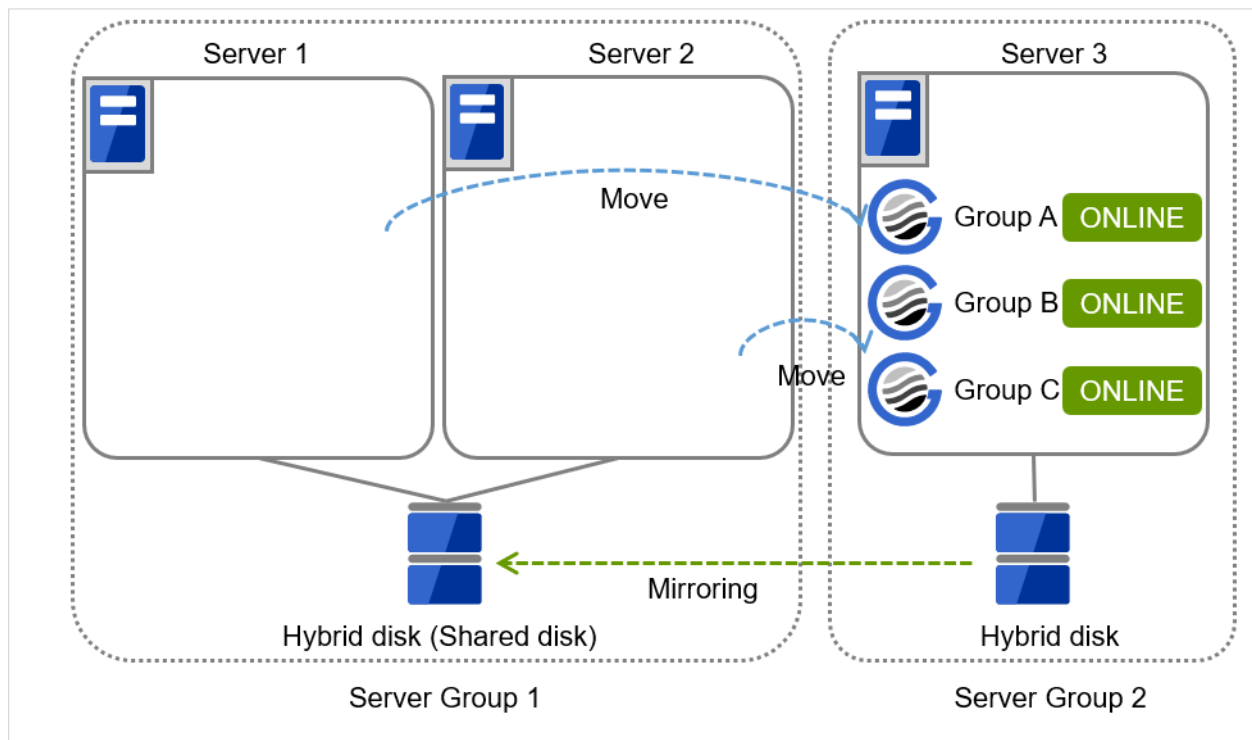 Server 1
Server 2
Server 3
Move
Group A
ONLINE
Group B
ONLINE
Move
Group C
ONLINE
Mirroring
Hybrid disk (Shared disk)
Hybrid disk
Server Group 1
Server Group 2